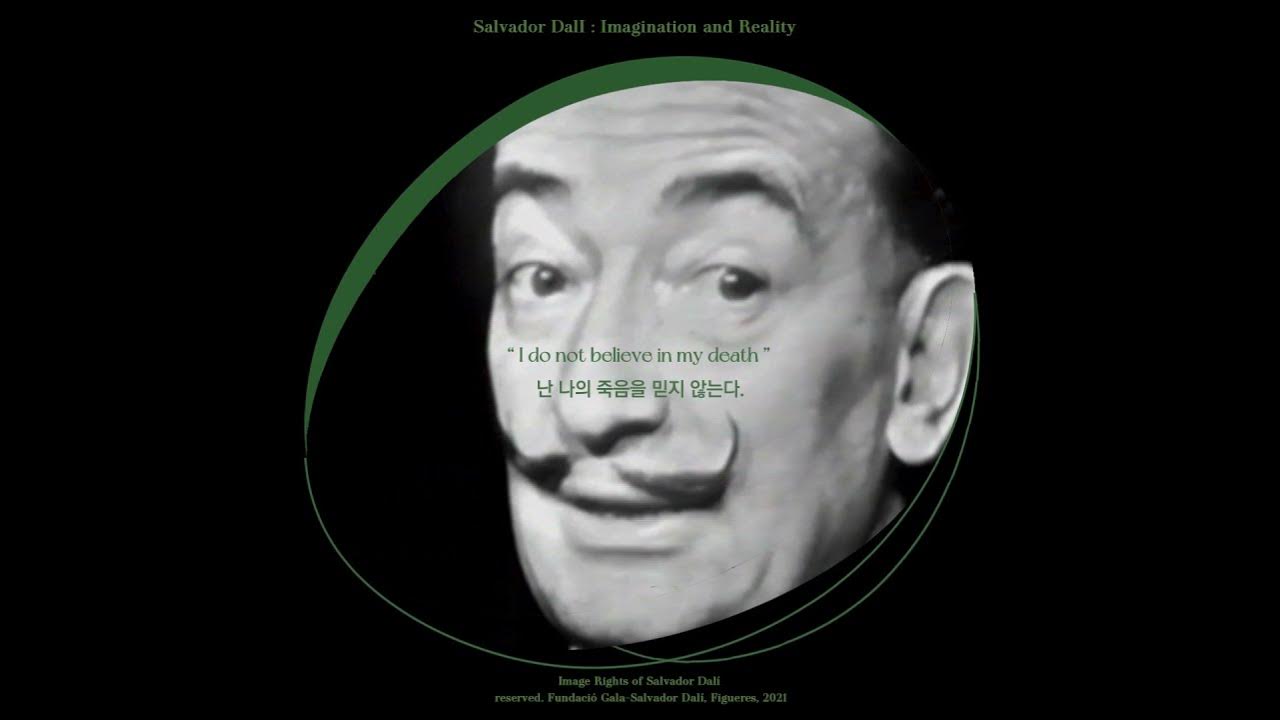 Salvador DalI : Imagination and Reality
“ I do not believe in my death ”
난 나의 죽음을 믿지 않는다.
Image Rights of Salvador Dalí
reserved. Fundació Gala-Salvador Dalí, Figueres, 2021